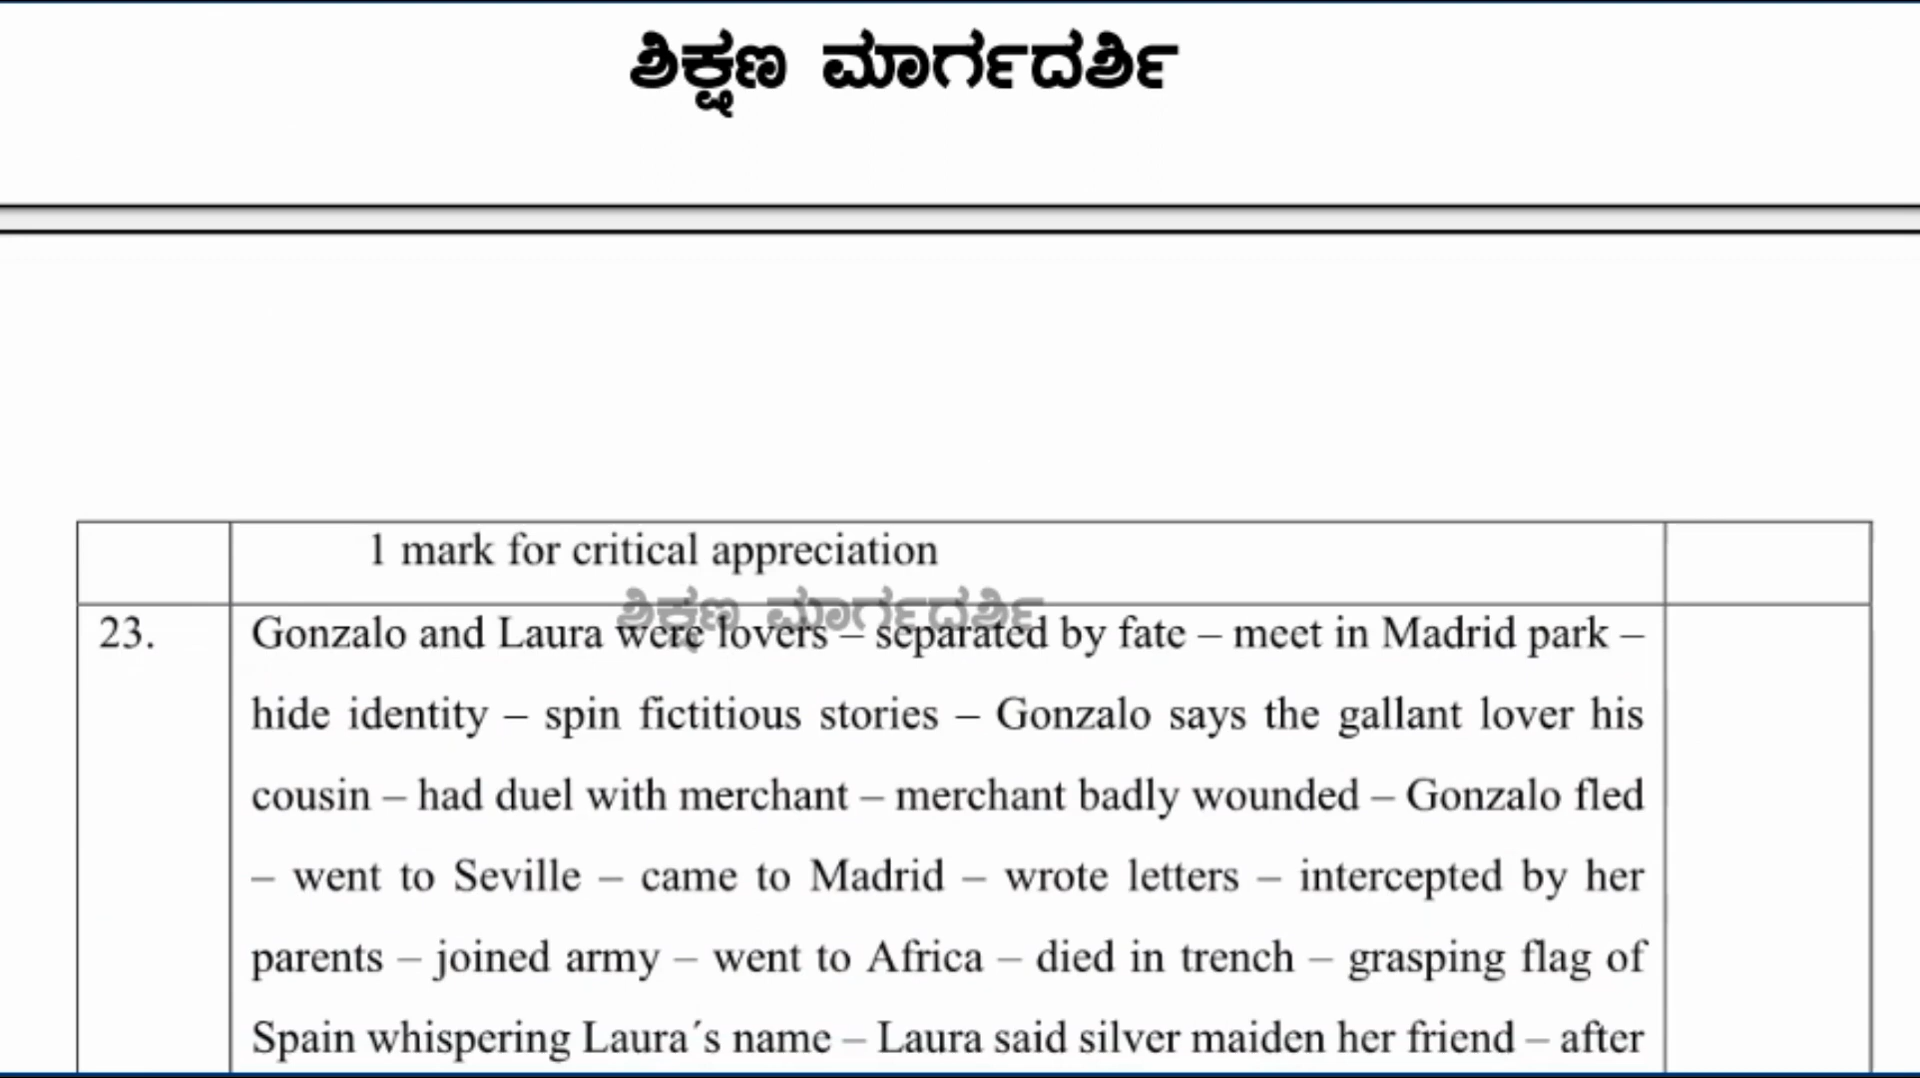 ಶಿಕ್ಷಣ ಮಾರ್ಗದರ್ಶಿ
1 mark for critical appreciation
ಶಿಕ್ಷಣ ಮಾರ್ಗದರ್ಶಿ
23. Gonzalo and Laura were lovers – separated by fate – meet in Madrid park –
hide identity – spin fictitious stories – Gonzalo says the gallant lover his
cousin – had duel with merchant – merchant badly wounded – Gonzalo fled
– went to Seville – came to Madrid – wrote letters – intercepted by her
parents – joined army – went to Africa – died in trench – grasping flag of
Spain whispering Laura´s name – Laura said silver maiden her friend – after